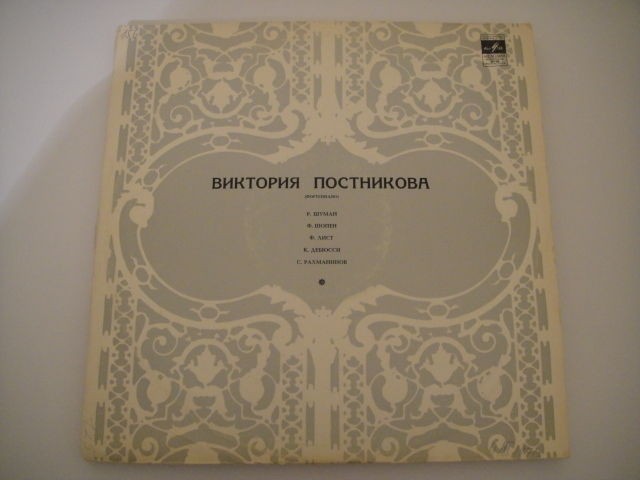 ВИКТОРИЯ ПОСТНИКОВА
(ФОРТЕПИАНО)
Р. ШУМАН
Ф. ШОПЕН
Ф. ЛИСТ
К. ДЕБЮССИ
С. РАХМАНИНОВ